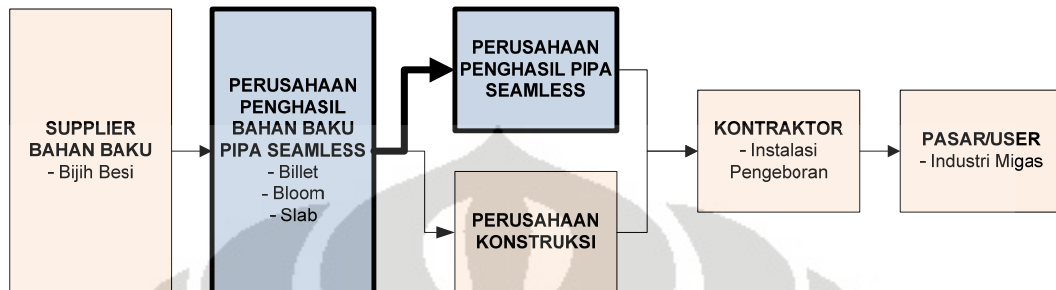 SUPPLIER
BAHAN BAKU
- Bijih Besi
PERUSAHAAN
PENGHASIL
BAHAN BAKU
PIPA SEAMLESS
- Billet
- Bloom
- Slab
PERUSAHAAN
PENGHASIL PIPA
SEAMLESS
PERUSAHAAN
KONSTRUKSI
KONTRAKTOR
- Instalasi
Pengeboran
PASAR/USER
- Industri Migas